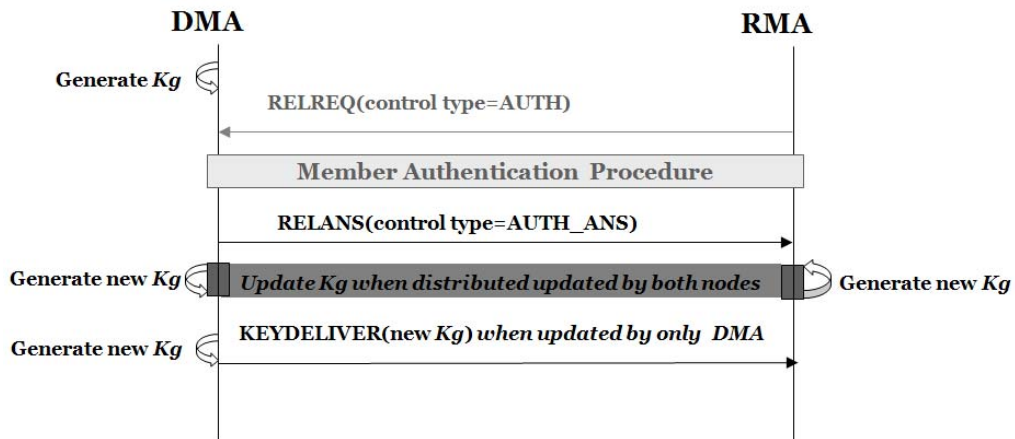 DMA
RMA
Generate Kg
RELREQ(control type=AUTH)
Member Authentication Procedure
RELANS(control type=AUTH_ANS)
Generate new Kg
Update Kg when distributed updated by both nodes
Generate new Kg
KEYDELIVER(new Kg) when updated by only DMA
Generate new Kg